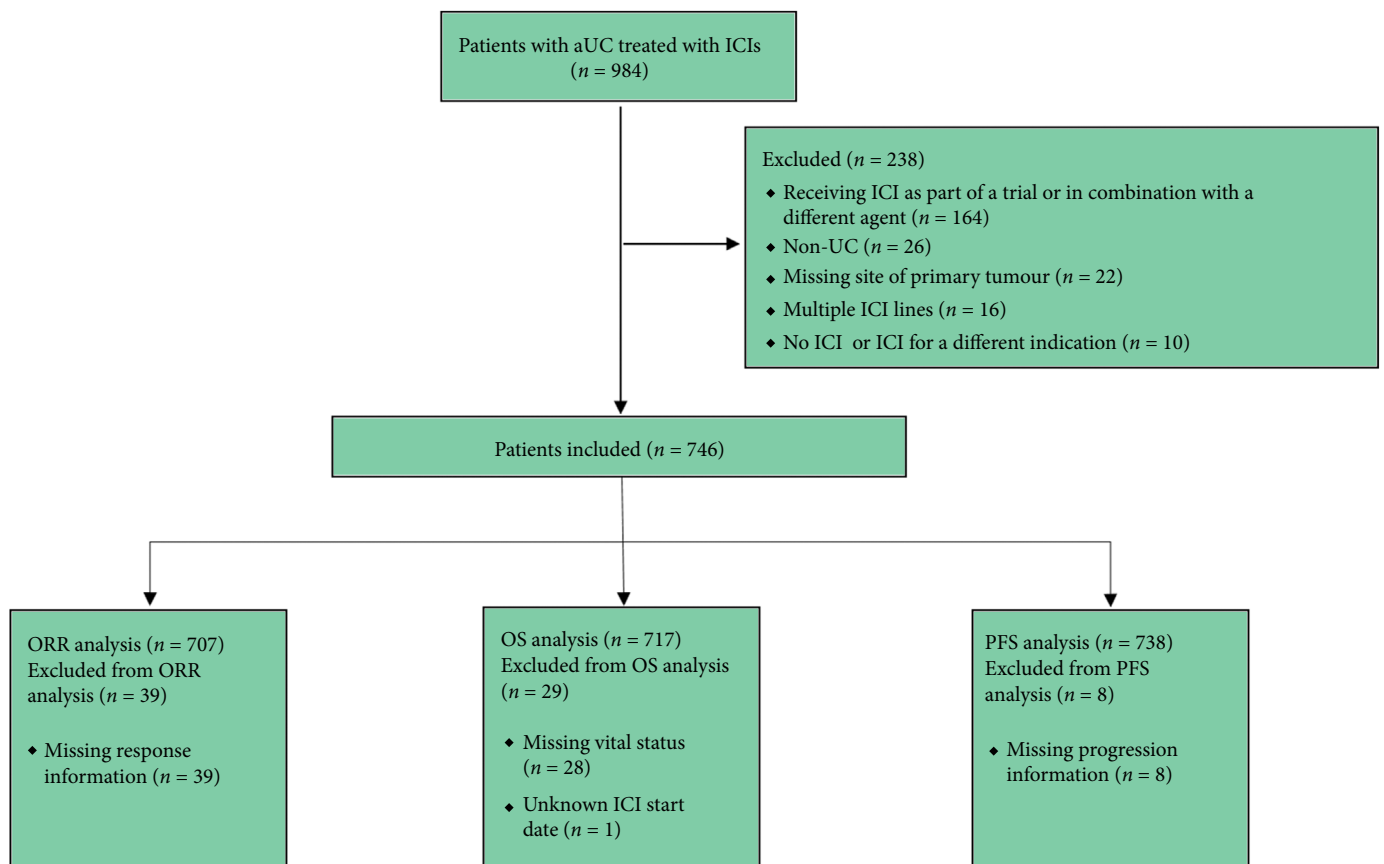 Patients with aUC treated with ICIs
(n = 984)
Excluded (n = 238)
◆ Receiving ICI as part of a trial or in combination with a
different agent (n = 164)
◆ Non-UC (n = 26)
◆ Missing site of primary tumour (n = 22)
◆ Multiple ICI lines (n = 16)
◆ No ICI or ICI for a different indication (n = 10)
Patients included (n = 746)
ORR analysis (n = 707)
Excluded from ORR
analysis (n = 39)
◆ Missing response
information (n = 39)
OS analysis (n = 717)
Excluded from OS analysis
(n = 29)
◆ Missing vital status
(n = 28)
◆ Unknown ICI start
date (n = 1)
PFS analysis (n = 738)
Excluded from PFS
analysis (n = 8)
◆ Missing progression
information (n = 8)